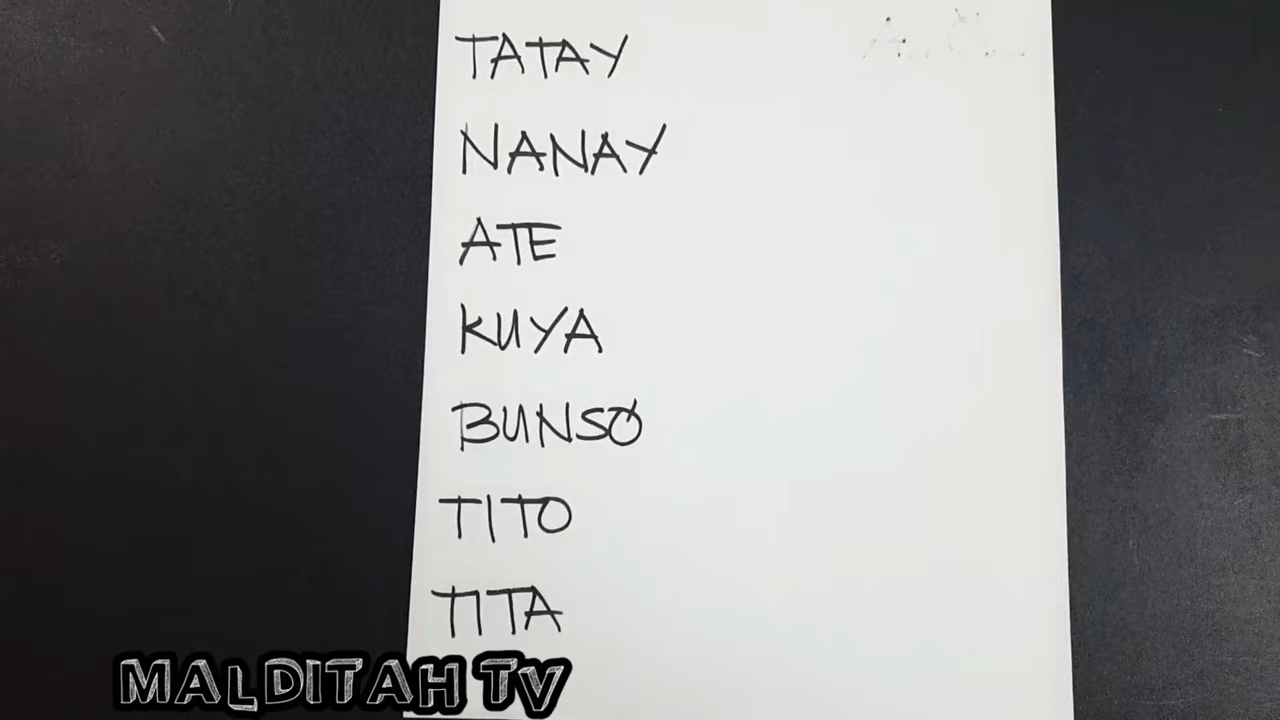 TATAY
NANAY
ATE
KUYA
BUNSO
TITO
TITA
MALDITAH TV